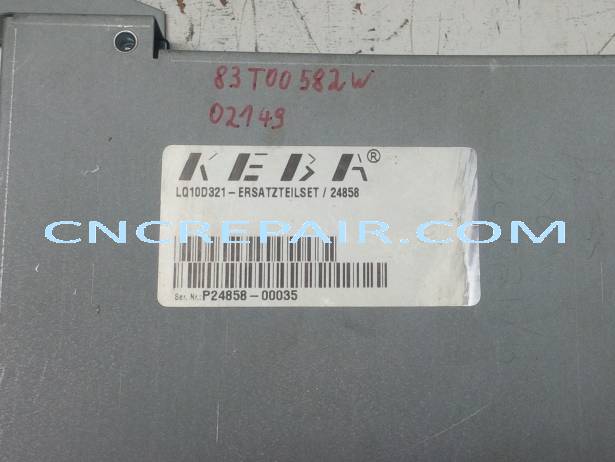 83T00582W
02149
KEBA®
LQ10D321-ERSATZTEILSET / 24858
CNCREPAIR.COM
Ser. Nr.: P24858-00035